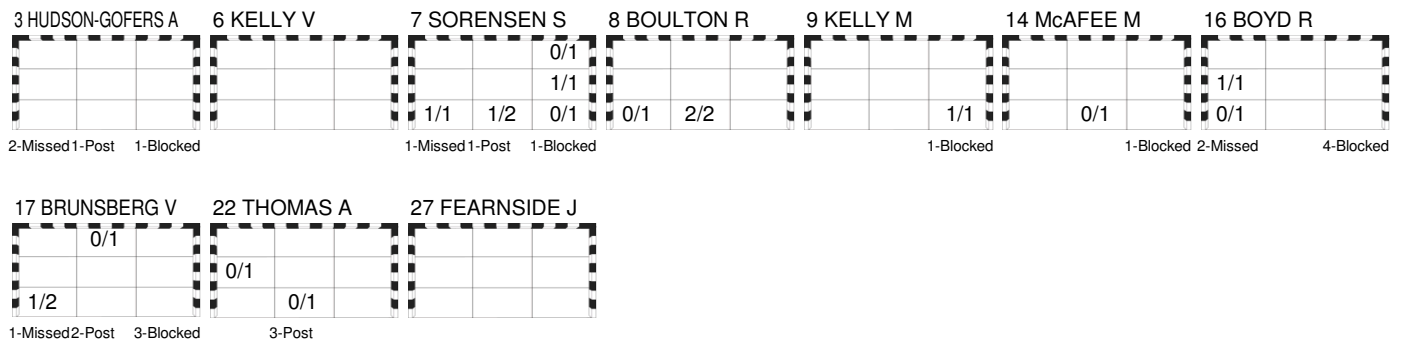 3 HUDSON-GOFERS A 6 KELLY V 7 SORENSEN S 8 BOULTON R 9 KELLY M 14 McAFEE M 16 BOYD R
0/1
1/1 1/1
1/1 1/2 0/1 0/1 2/2 1/1 0/1 0/1
2-Missed 1-Post 1-Blocked 1-Missed 1-Post 1-Blocked 1-Blocked 1-Blocked 2-Missed 4-Blocked
17 BRUNSBERG V 22 THOMAS A 27 FEARNSIDE J
0/1
0/1
1/2 0/1
1-Missed 2-Post 3-Blocked 3-Post